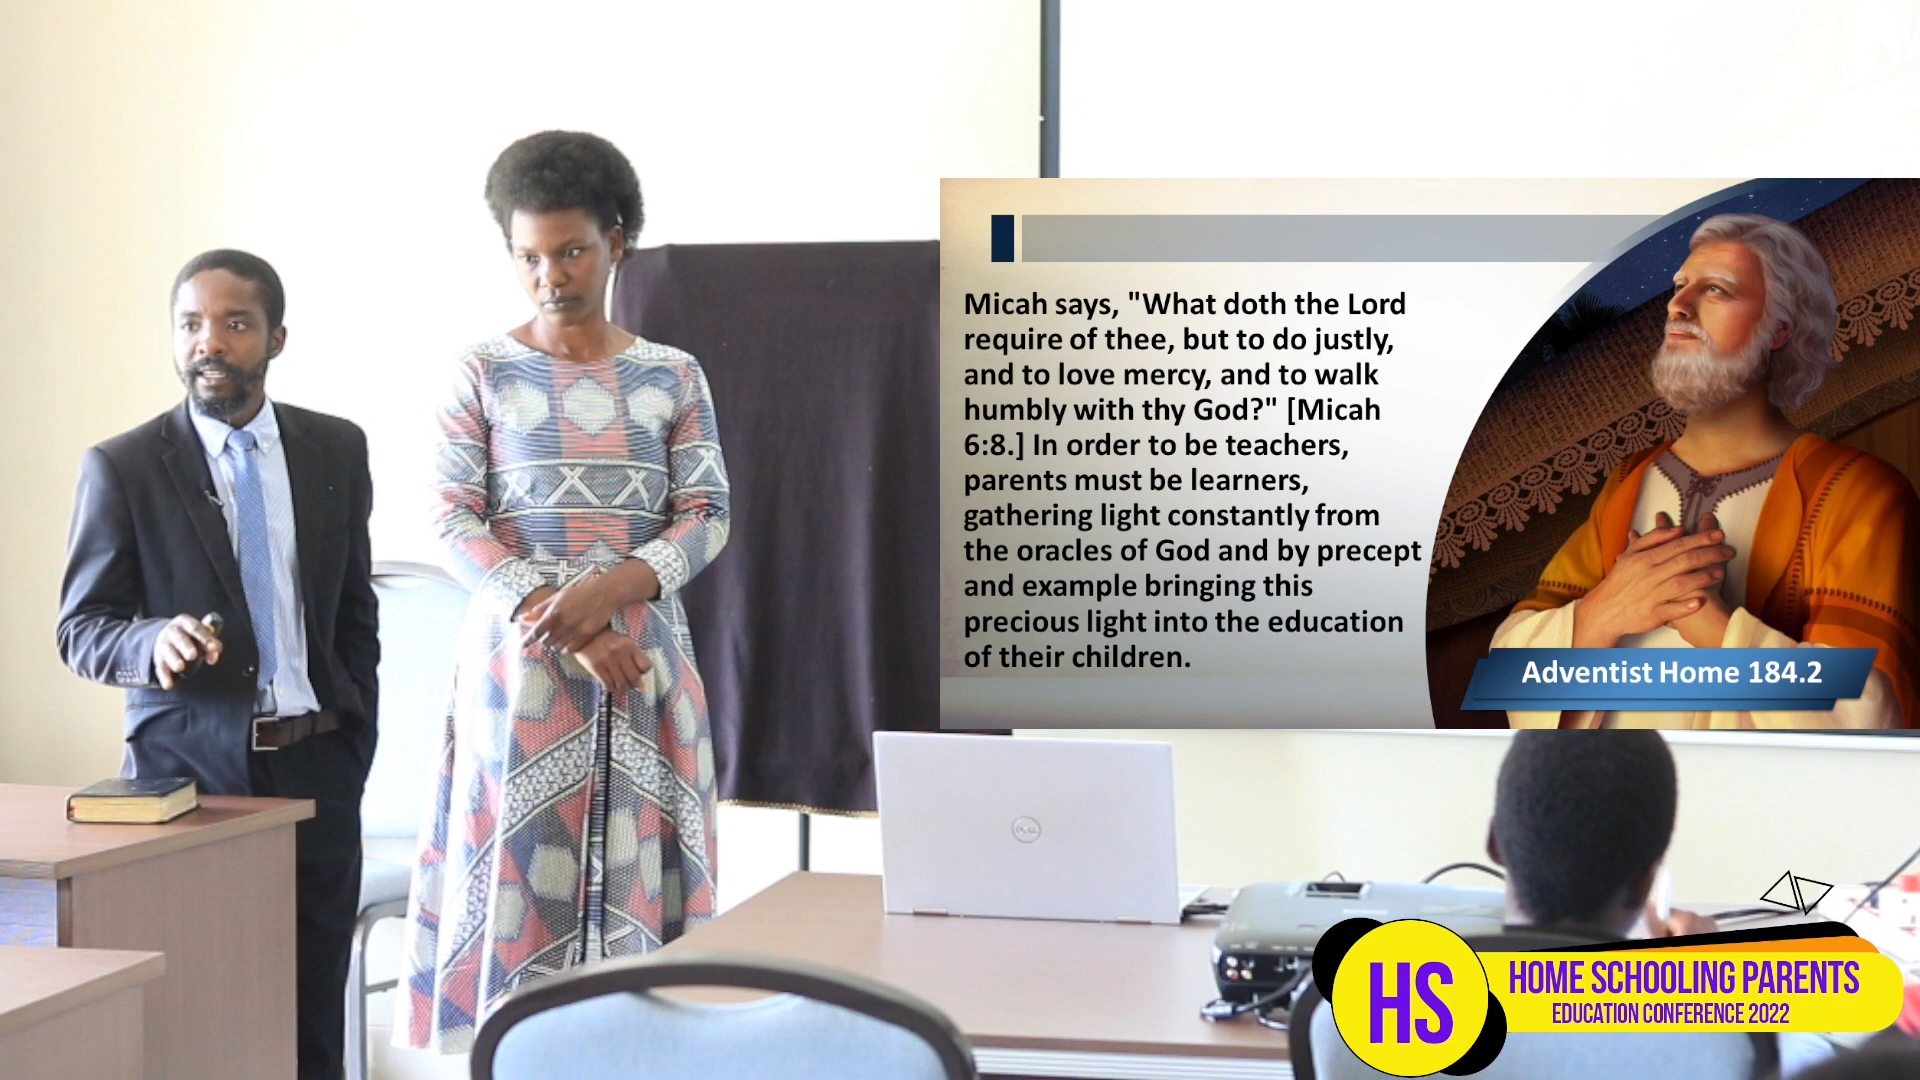 Micah says, "What doth the Lord
require of thee, but to do justly,
and to love mercy, and to walk
humbly with thy God?" [Micah
6:8.] In order to be teachers,
parents must be learners,
gathering light constantly from
the oracles of God and by precept
and example bringing this
precious light into the education
of their children.
Adventist Home 184.2
DELL
HS
HOME SCHOOLING PARENTS
EDUCATION CONFERENCE 2022